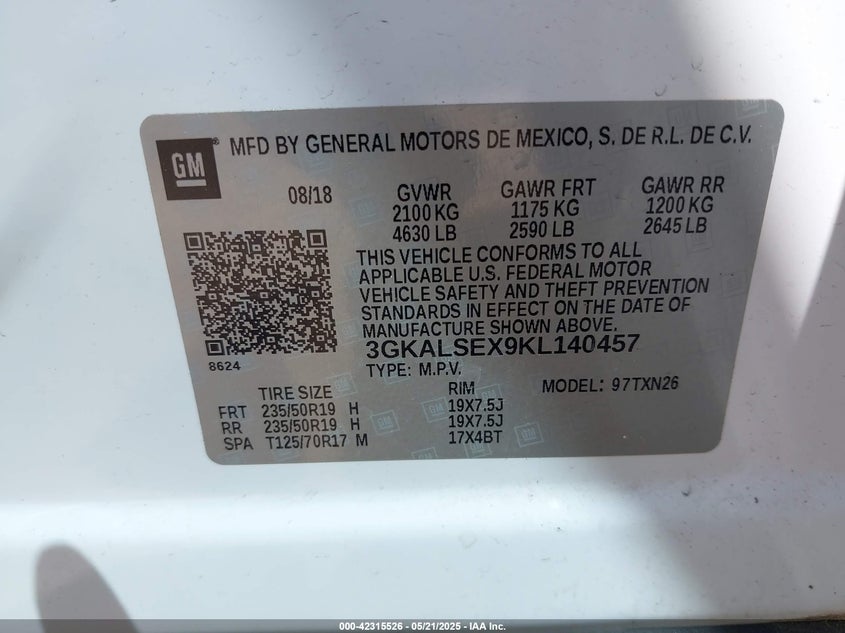 GM ® MFD BY GENERAL MOTORS DE MEXICO, S. DE R.L. DE C.V.
08/18 GVWR GAWR FRT GAWR RR
2100 KG 1175 KG 1200 KG
4630 LB 2590 LB 2645 LB
THIS VEHICLE CONFORMS TO ALL
APPLICABLE U.S. FEDERAL MOTOR
VEHICLE SAFETY AND THEFT PREVENTION
STANDARDS IN EFFECT ON THE DATE OF
MANUFACTURE SHOWN ABOVE.
3GKALSEX9KL140457
8624
TYPE: M.P.V. MODEL: 97TXN26
TIRE SIZE RIM
FRT 235/50R19 H 19X7.5J
RR 235/50R19 H 19X7.5J
SPA T125/70R17 M 17X4BT
000-42315526 - 05/21/2025 - IAA Inc.